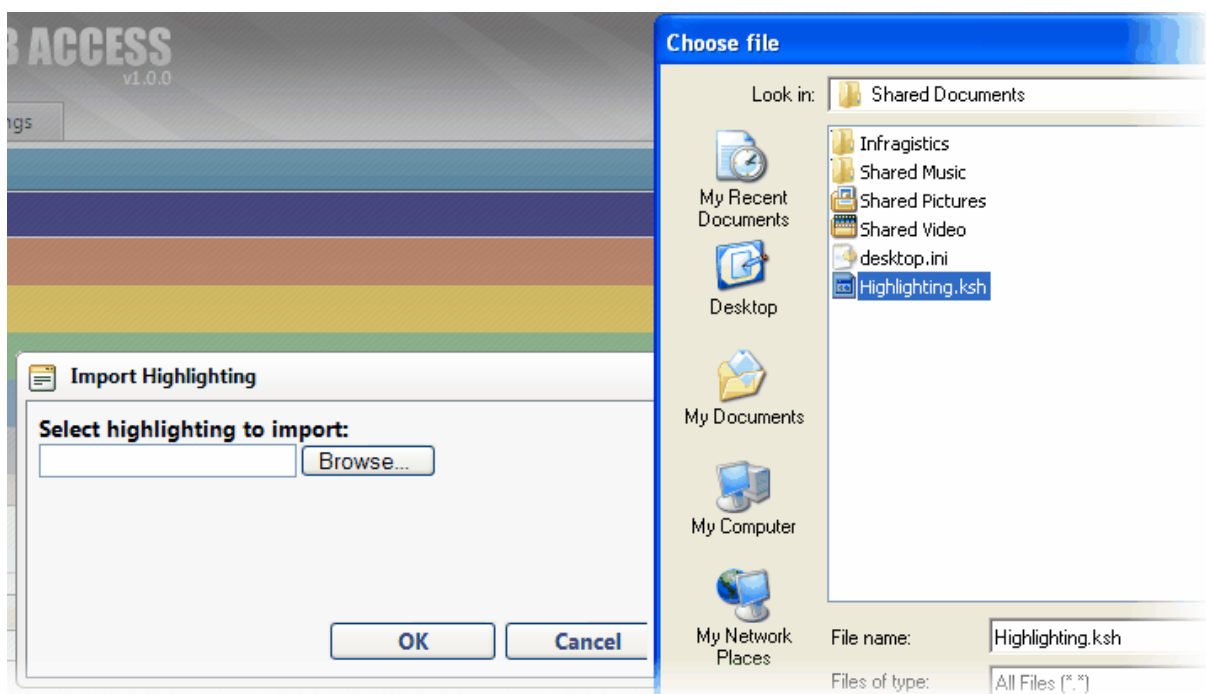 ACCESS
v1.0.0
ngs
Import Highlighting
Select highlighting to import:
Browse...
OK
Cancel
Choose file
Look in:
Shared Documents
My Recent
Documents
Desktop
My Documents
My Computer
My Network
Places
Infragistics
Shared Music
Shared Pictures
Shared Video
desktop.ini
Highlighting.ksh
File name:
Highlighting.ksh
Files of type:
All Files (*.*)